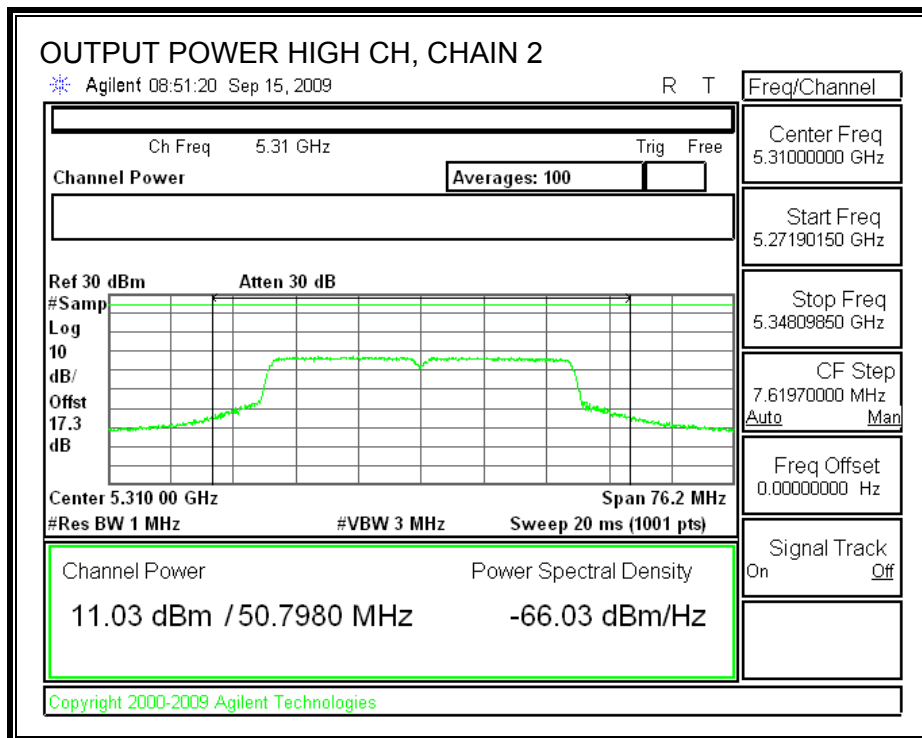 OUTPUT POWER HIGH CH, CHAIN 2
Agilent 08:51:20 Sep 15, 2009 R T
Ch Freq 5.31 GHz Trig Free
Channel Power Averages: 100
Ref 30 dBm Atten 30 dB
#Samp
Log
10
dB/
Offst
17.3
dB
Center 5.310 00 GHz Span 76.2 MHz
#Res BW 1 MHz #VBW 3 MHz Sweep 20 ms (1001 pts)
Channel Power Power Spectral Density
11.03 dBm / 50.7980 MHz -66.03 dBm/Hz
Copyright 2000-2009 Agilent Technologies
Freq/Channel
Center Freq
5.31000000 GHz
Start Freq
5.27190150 GHz
Stop Freq
5.34809850 GHz
CF Step
7.61970000 MHz
Auto Man
Freq Offset
0.00000000 Hz
Signal Track
On Off